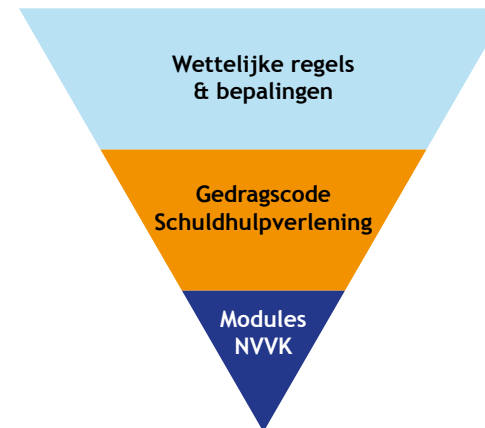 Wettelijke regels
& bepalingen
Gedragscode
Schuldhulpverlening
Modules
NVVK